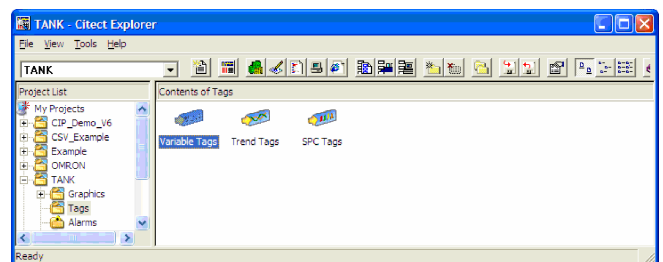 TANK - Citect Explorer
File View Tools Help
TANK
Project List
Contents of Tags
My Projects
CIP_Demo_V6
CSV_Example
Example
OMRON
TANK
Graphics
Tags
Alarms
Variable Tags
Trend Tags
SPC Tags
Ready